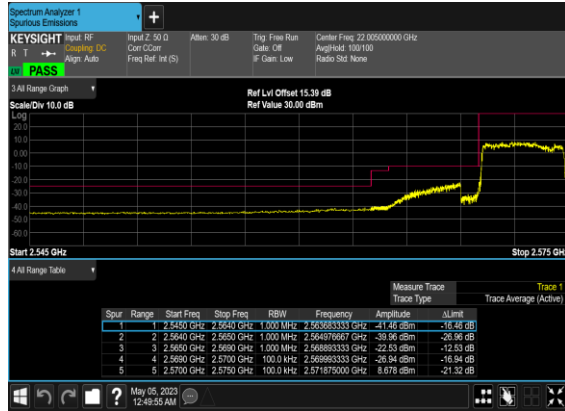 Spectrum Analyzer 1
Spurious Emissions
+
KEYSIGHT Input: RF Input Z: 50 Ω Atten: 30 dB Trig: Free Run Center Freq: 22.005000000 GHz
R T Coupling: DC Corr CCorr Gate: Off Avg|Hold: 100/100
Align: Auto Freq Ref: Int (S) IF Gain: Low Radio Std: None
PASS
3 All Range Graph
Ref Lvl Offset 15.39 dB
Scale/Div 10.0 dB Ref Value 30.00 dBm
Log
20.0
10.0
0.00
-10.0
-20.0
-30.0
-40.0
-50.0
-60.0
Start 2.545 GHz Stop 2.575 GH
4 All Range Table
Measure Trace Trace 1
Trace Type Trace Average (Active)
Spur Range Start Freq Stop Freq RBW Frequency Amplitude ΔLimit
1 1 2.5450 GHz 2.5640 GHz 1.000 MHz 2.563683333 GHz -41.46 dBm -16.46 dB
2 2 2.5640 GHz 2.5650 GHz 1.000 MHz 2.564976667 GHz -39.96 dBm -26.96 dB
3 3 2.5650 GHz 2.5690 GHz 1.000 MHz 2.568893333 GHz -22.53 dBm -12.53 dB
4 4 2.5690 GHz 2.5700 GHz 100.0 kHz 2.569993333 GHz -26.94 dBm -16.94 dB
5 5 2.5700 GHz 2.5750 GHz 100.0 kHz 2.571875000 GHz 8.678 dBm -21.32 dB
? May 05, 2023
12:49:55 AM